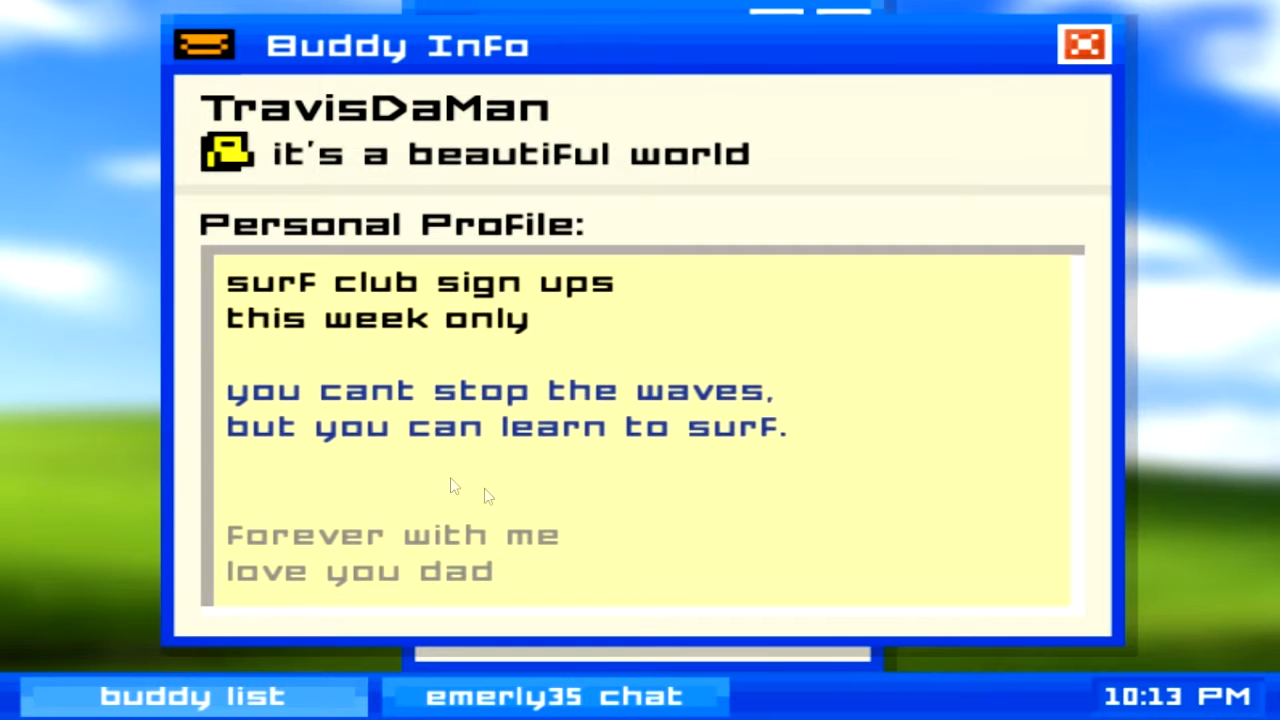 Buddy Info
TravisDaMan
it's a beautiful world
Personal Profile:
surf club sign ups
this week only
you cant stop the waves,
but you can learn to surf.
Forever with me
love you dad
buddy list
emerly35 chat
10:13 PM